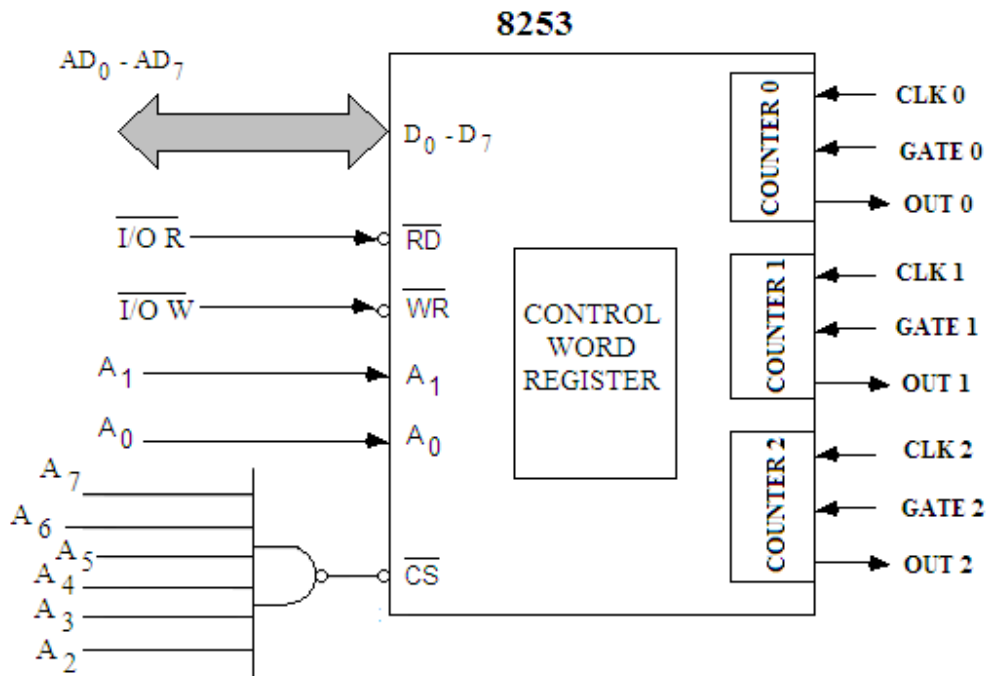 8253
AD₀ - AD₇
D₀ - D₇
I/O R
RD
I/O W
WR
A₁
A₁
A₀
A₀
A₇
A₆
A₅
A₄
A₃
A₂
CS
CONTROL
WORD
REGISTER
COUNTER 0
CLK 0
GATE 0
OUT 0
COUNTER 1
CLK 1
GATE 1
OUT 1
COUNTER 2
CLK 2
GATE 2
OUT 2